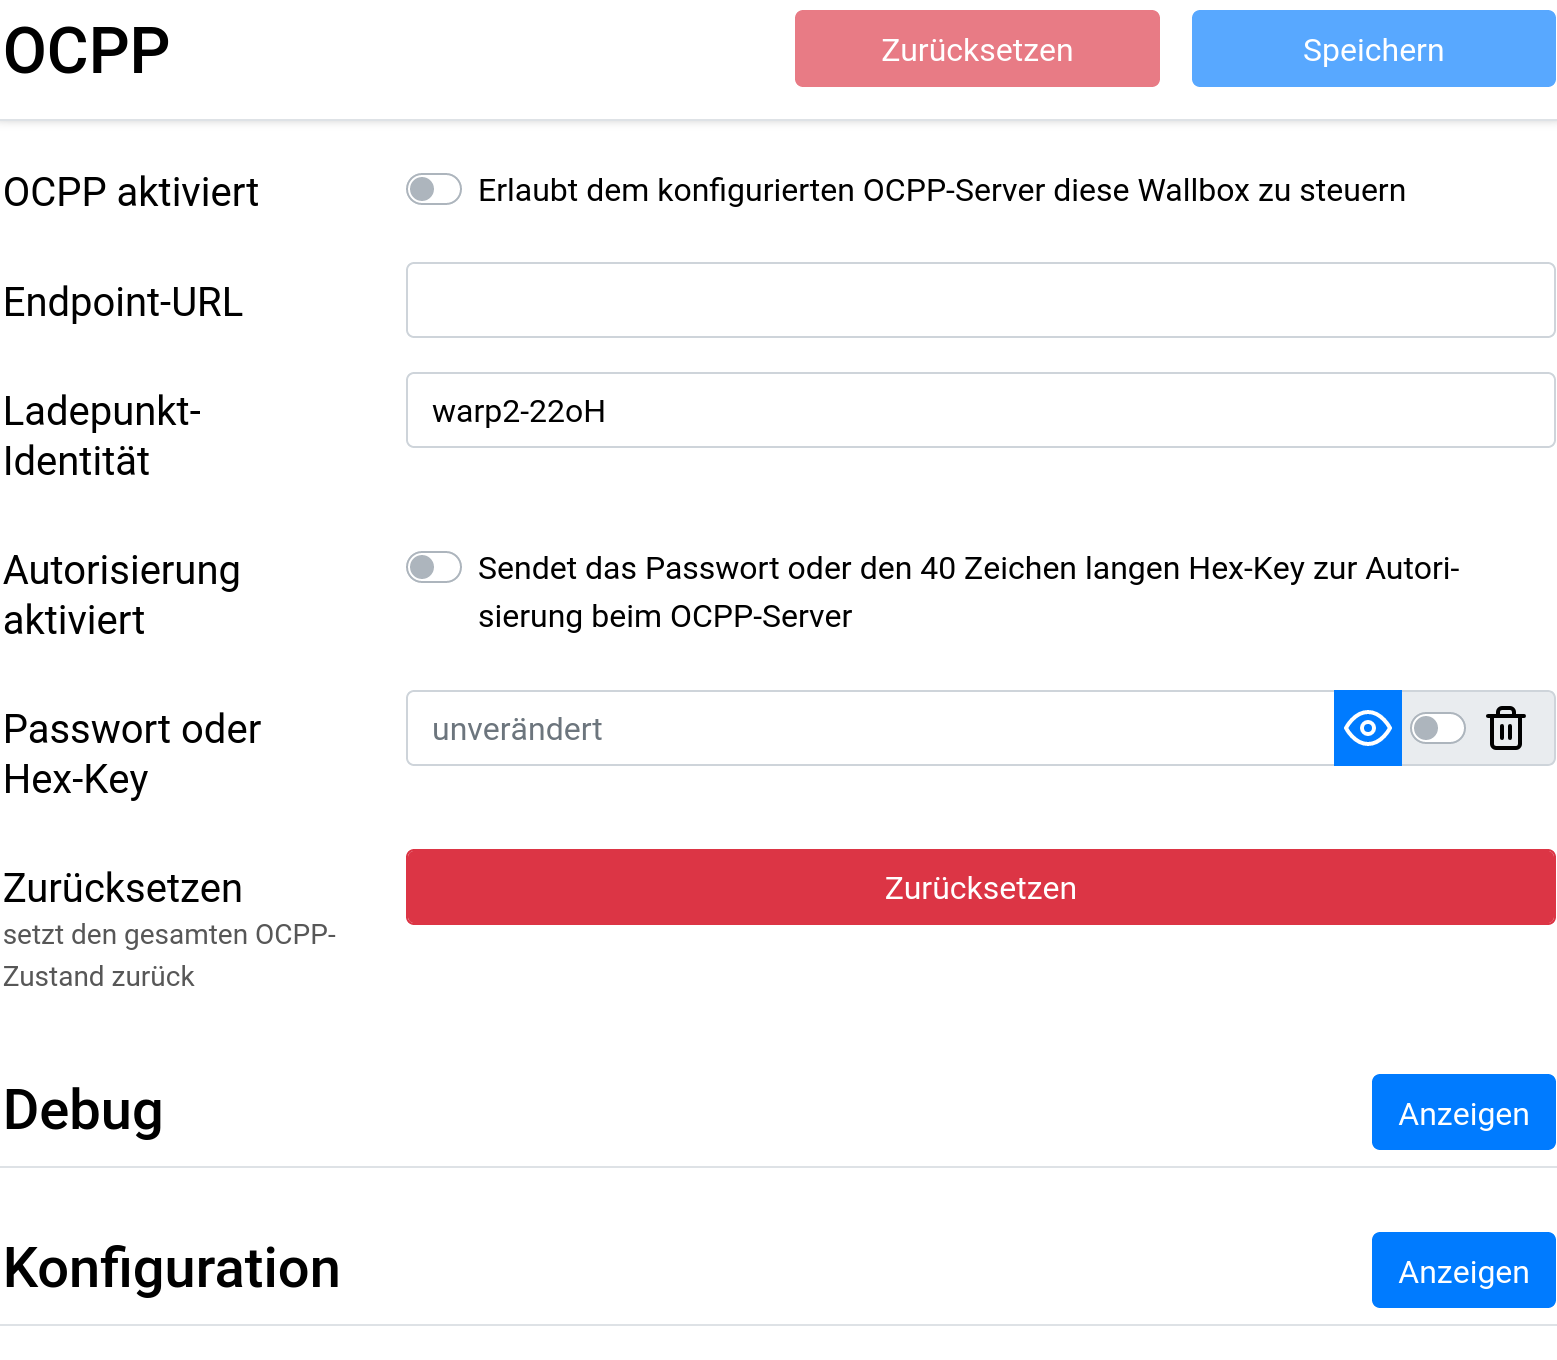 OCPP
Zurücksetzen
Speichern
OCPP aktiviert
Erlaubt dem konfigurierten OCPP-Server diese Wallbox zu steuern
Endpoint-URL
Ladepunkt-
Identität
warp2-22oH
Autorisierung
aktiviert
Sendet das Passwort oder den 40 Zeichen langen Hex-Key zur Autori-
sierung beim OCPP-Server
Passwort oder
Hex-Key
unverändert
Zurücksetzen
setzt den gesamten OCPP-
Zustand zurück
Zurücksetzen
Debug
Anzeigen
Konfiguration
Anzeigen